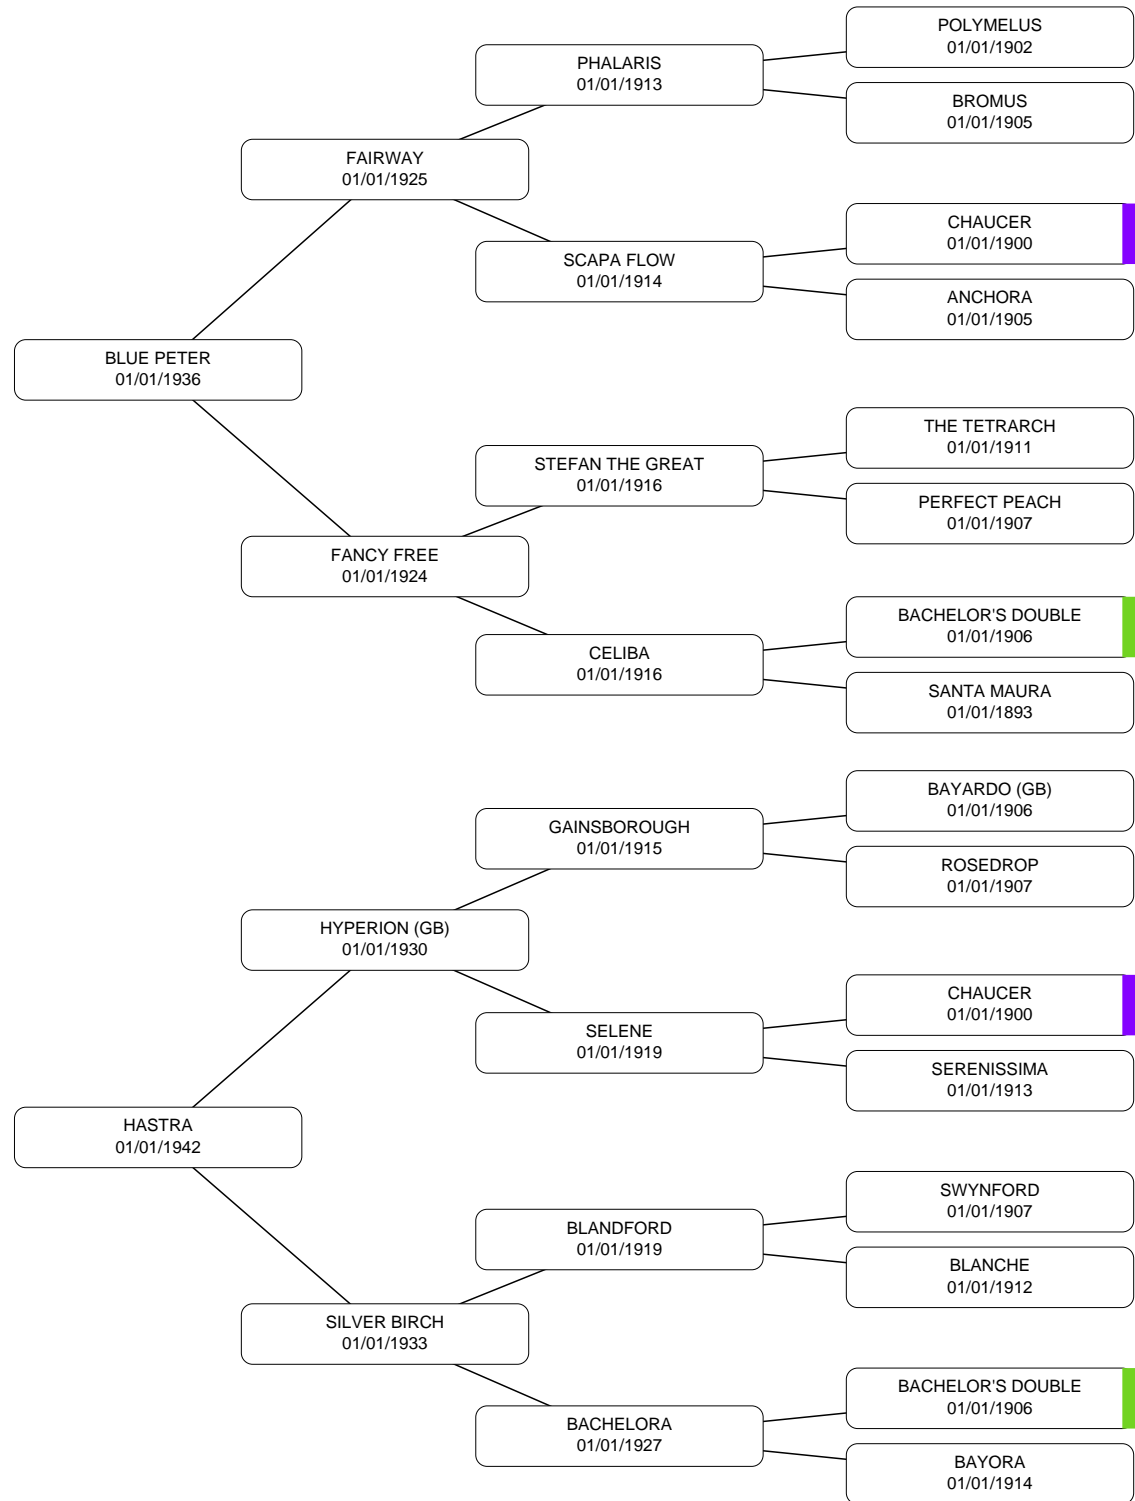 POLYMELUS
01/01/1902
PHALARIS
01/01/1913
BROMUS
01/01/1905
FAIRWAY
01/01/1925
CHAUCER
01/01/1900
SCAPA FLOW
01/01/1914
ANCHORA
01/01/1905
BLUE PETER
01/01/1936
THE TETRARCH
01/01/1911
STEFAN THE GREAT
01/01/1916
PERFECT PEACH
01/01/1907
FANCY FREE
01/01/1924
BACHELOR'S DOUBLE
01/01/1906
CELIBA
01/01/1916
SANTA MAURA
01/01/1893
BAYARDO (GB)
01/01/1906
GAINSBOROUGH
01/01/1915
ROSEDROP
01/01/1907
HYPERION (GB)
01/01/1930
CHAUCER
01/01/1900
SELENE
01/01/1919
SERENISSIMA
01/01/1913
HASTRA
01/01/1942
SWYNFORD
01/01/1907
BLANDFORD
01/01/1919
BLANCHE
01/01/1912
SILVER BIRCH
01/01/1933
BACHELOR'S DOUBLE
01/01/1906
BACHELORA
01/01/1927
BAYORA
01/01/1914